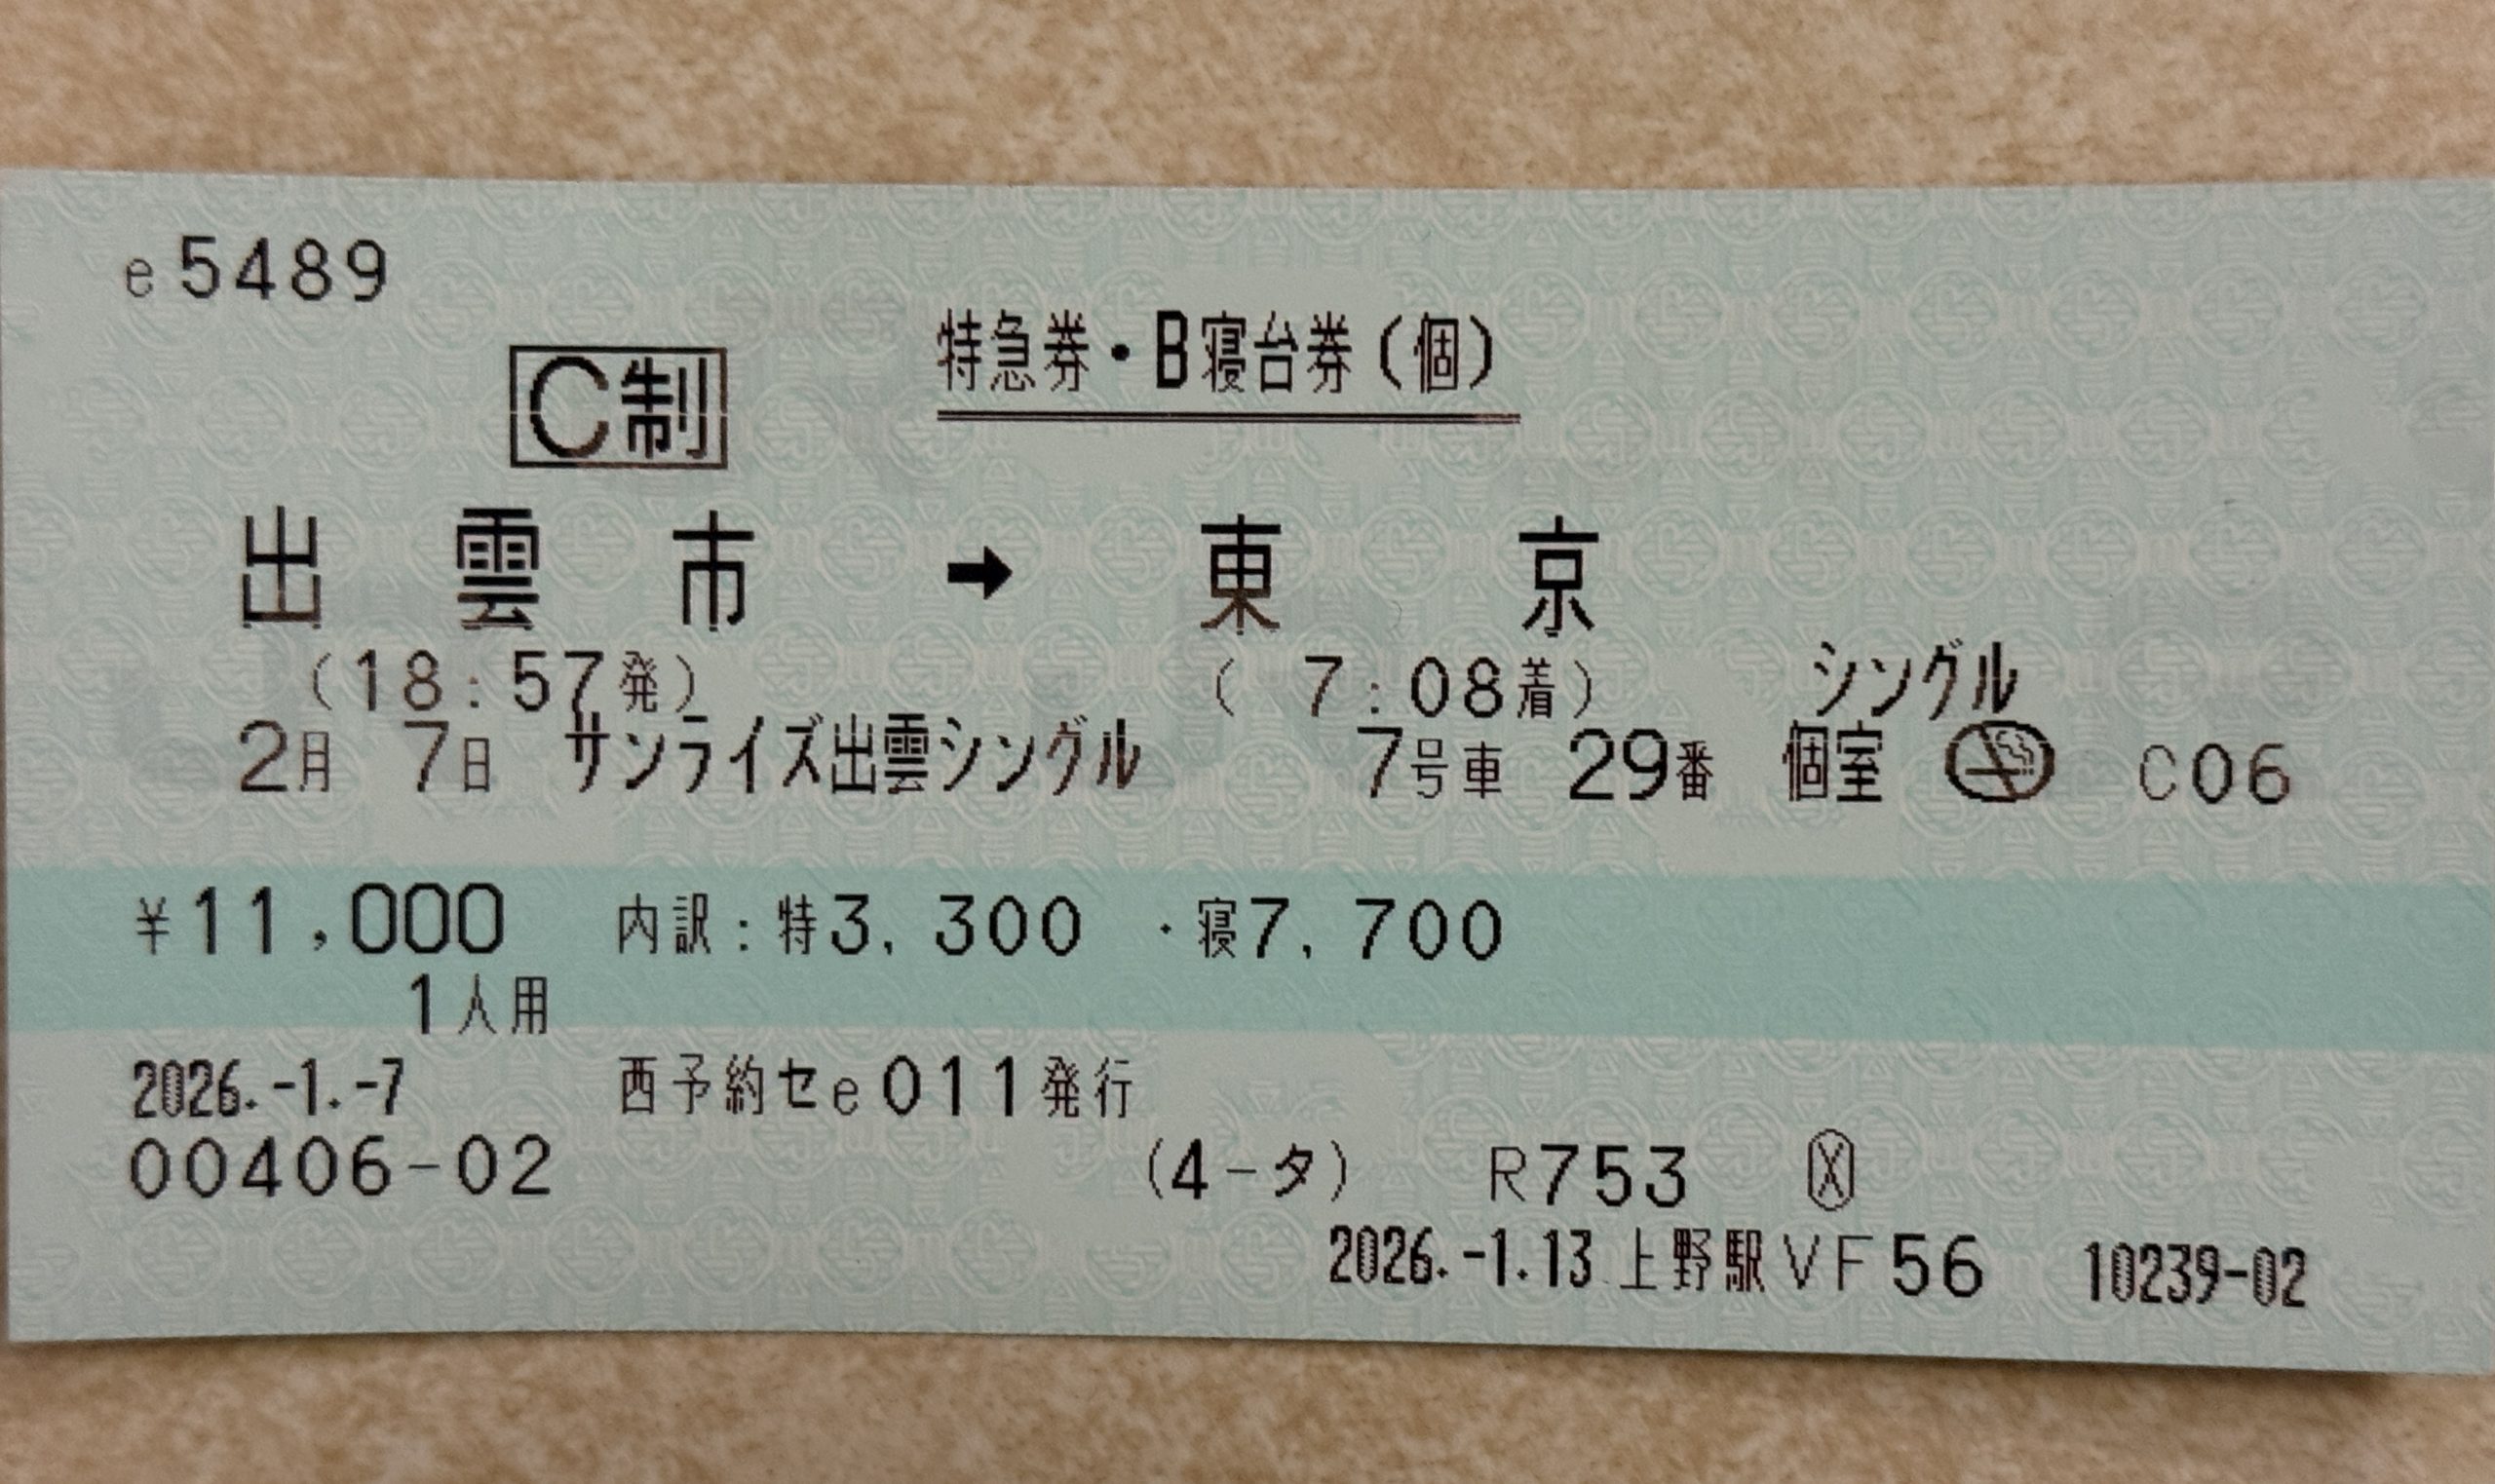 e5489
C制 特急券・B寝台券(個)
出雲市 ➡ 東京
(18:57発) ( 7:08着) シングル
2月 7日 サンライズ出雲シングル 7号車 29番 個室 C06
¥11,000 内訳:特3,300 ・寝7,700
1人用
2026.-1.-7 西予約セe011発行
00406-02 (4-タ) R753 Ⓧ
2026.-1.13 上野駅VF56 10239-02